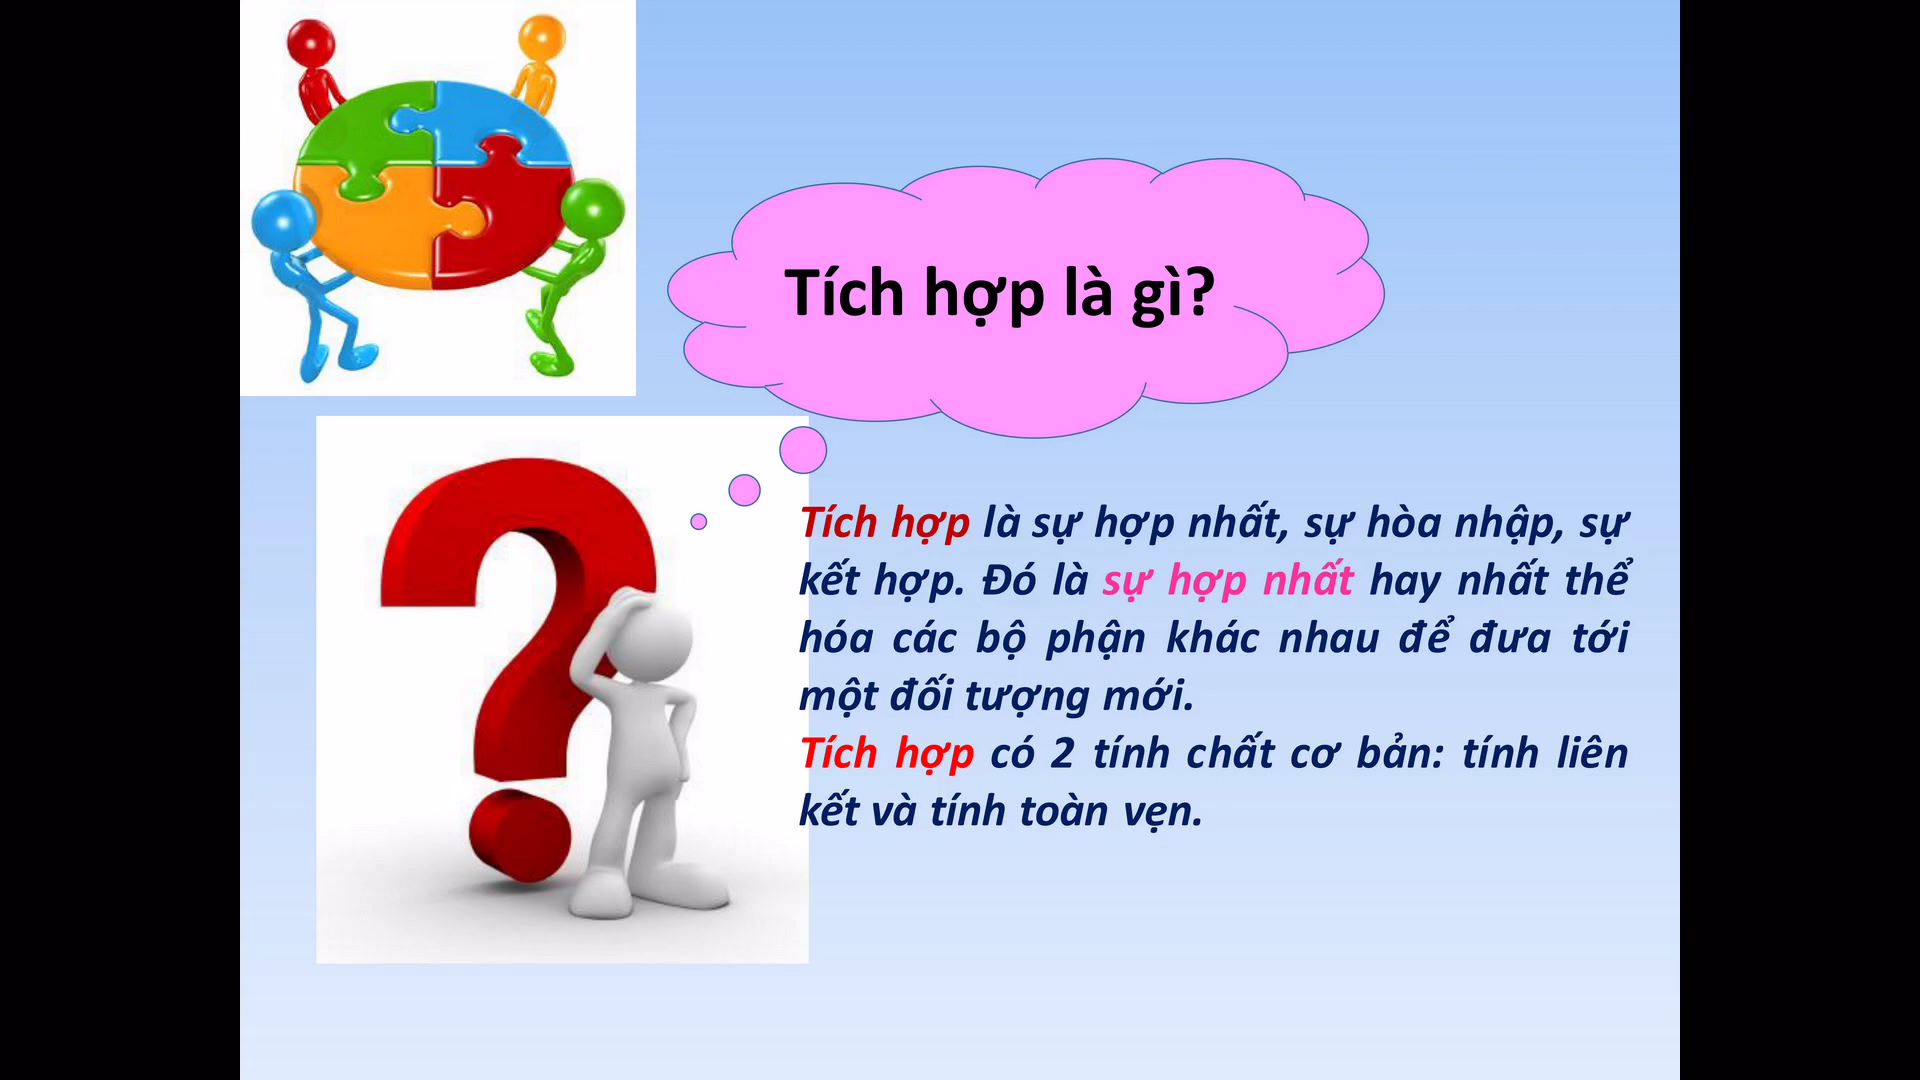 Tích hợp là gì?
Tích hợp là sự hợp nhất, sự hòa nhập, sự
kết hợp. Đó là sự hợp nhất hay nhất thể
hóa các bộ phận khác nhau để đưa tới
một đối tượng mới.
Tích hợp có 2 tính chất cơ bản: tính liên
kết và tính toàn vẹn.